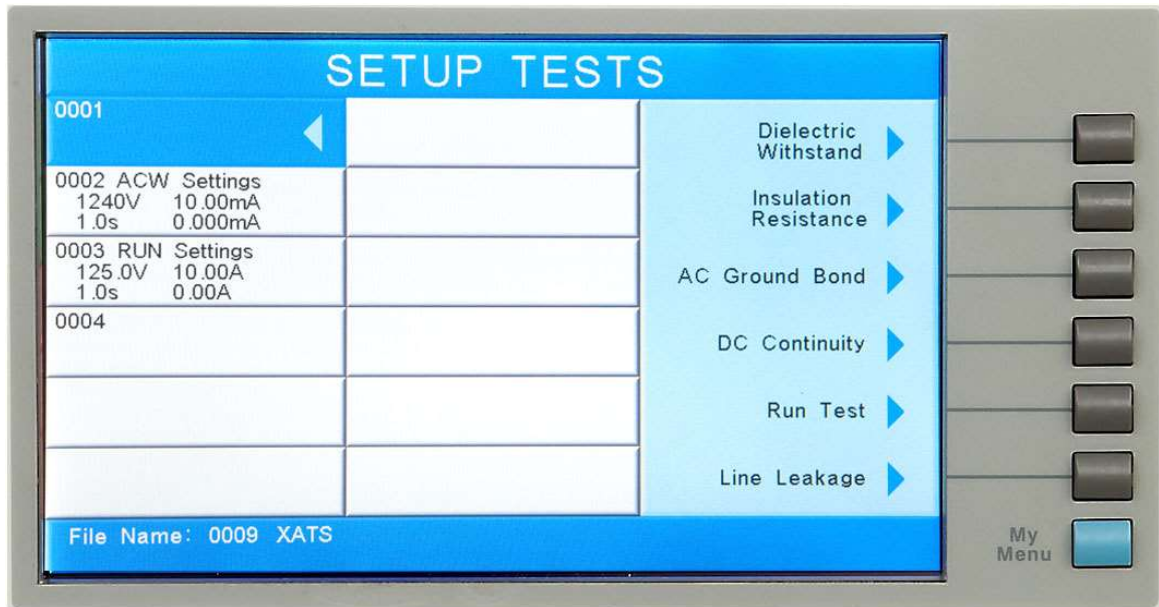 SETUP TESTS
0001
0002 ACW Settings
1240V 10.00mA
1.0s 0.000mA
0003 RUN Settings
125.0V 10.00A
1.0s 0.00A
0004
Dielectric
Withstand
Insulation
Resistance
AC Ground Bond
DC Continuity
Run Test
Line Leakage
File Name: 0009 XATS
My
Menu